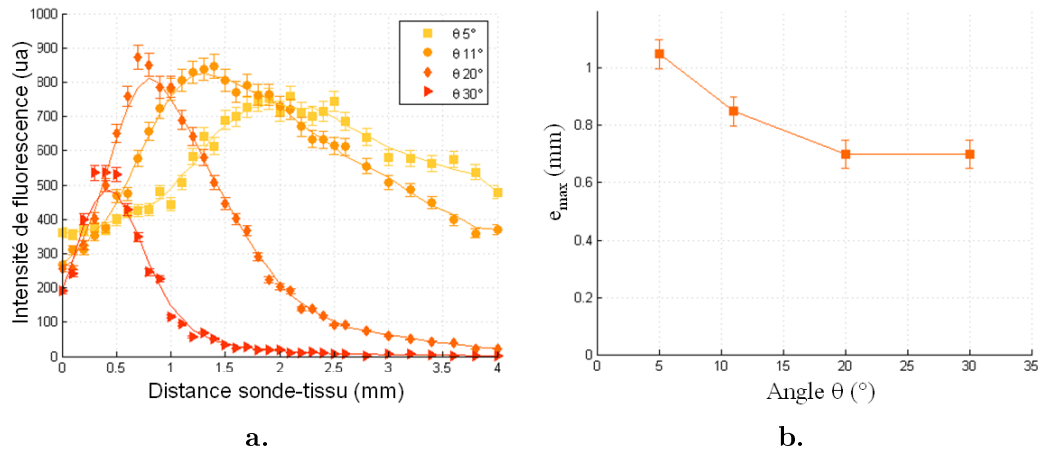 1000
900
800
700
600
500
400
300
200
100
0
Intensité de fluorescence (ua)
0 0.5 1 1.5 2 2.5 3 3.5 4
Distance sonde-tissu (mm)
θ 5°
θ 11°
θ 20°
θ 30°
a.
1
0.8
0.6
0.4
0.2
0
e_max (mm)
0 5 10 15 20 25 30 35
Angle θ (°)
b.